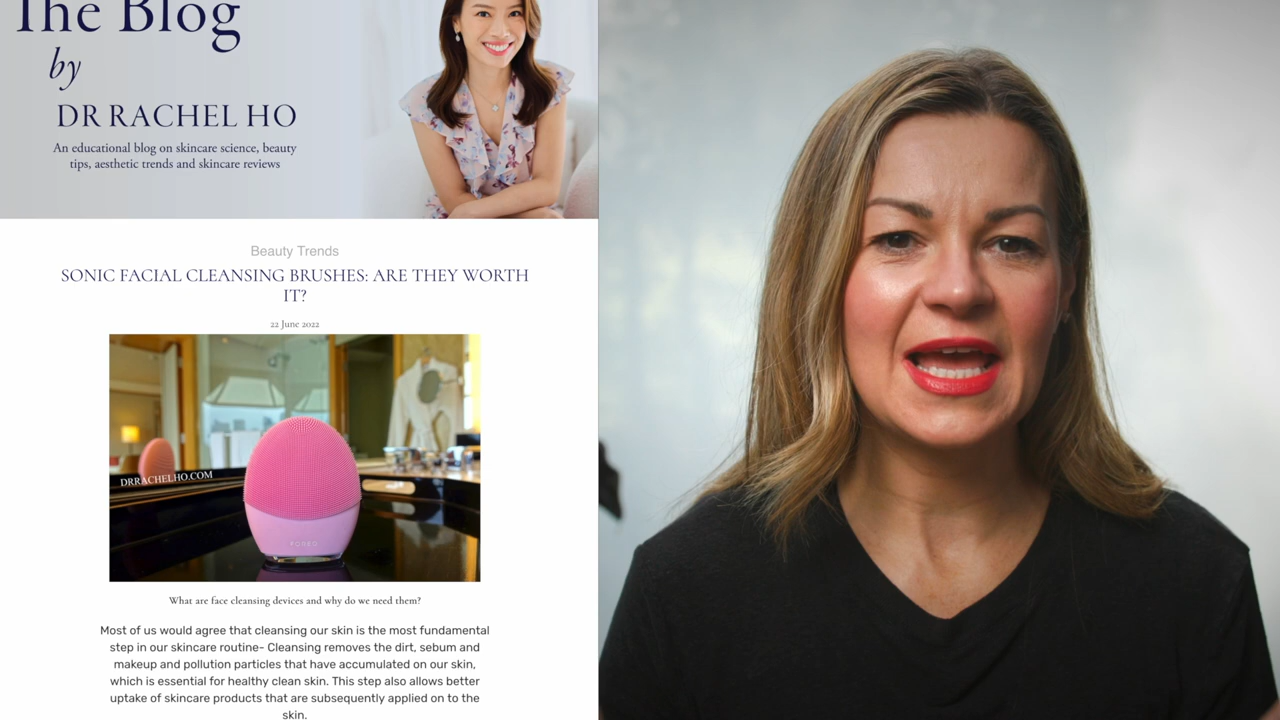 The Blog
by
DR RACHEL HO
An educational blog on skincare science, beauty
tips, aesthetic trends and skincare reviews
Beauty Trends
SONIC FACIAL CLEANSING BRUSHES: ARE THEY WORTH
IT?
22 June 2022
DRRACHELHO.COM
FOREO
What are face cleansing devices and why do we need them?
Most of us would agree that cleansing our skin is the most fundamental
step in our skincare routine- Cleansing removes the dirt, sebum and
makeup and pollution particles that have accumulated on our skin,
which is essential for healthy clean skin. This step also allows better
uptake of skincare products that are subsequently applied on to the
skin.